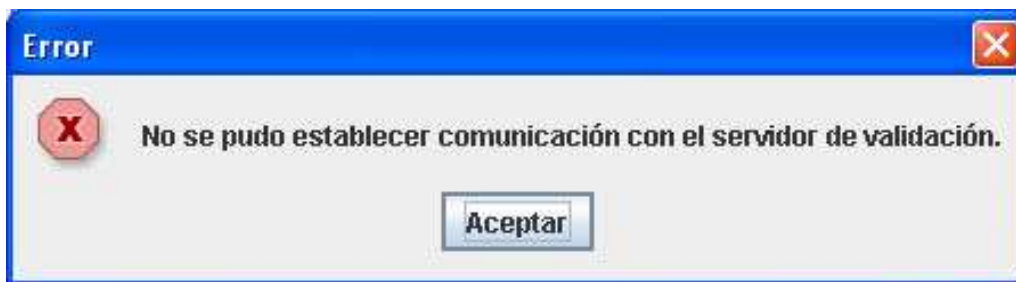 Error
No se pudo establecer comunicación con el servidor de validación.
Aceptar